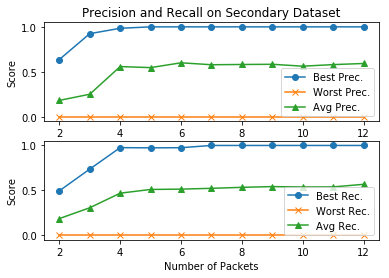 Precision and Recall on Secondary Dataset
1.0
0.5
0.0
Score
Best Prec.
Worst Prec.
Avg Prec.
2 4 6 8 10 12
1.0
0.5
0.0
Score
Best Rec.
Worst Rec.
Avg Rec.
2 4 6 8 10 12
Number of Packets